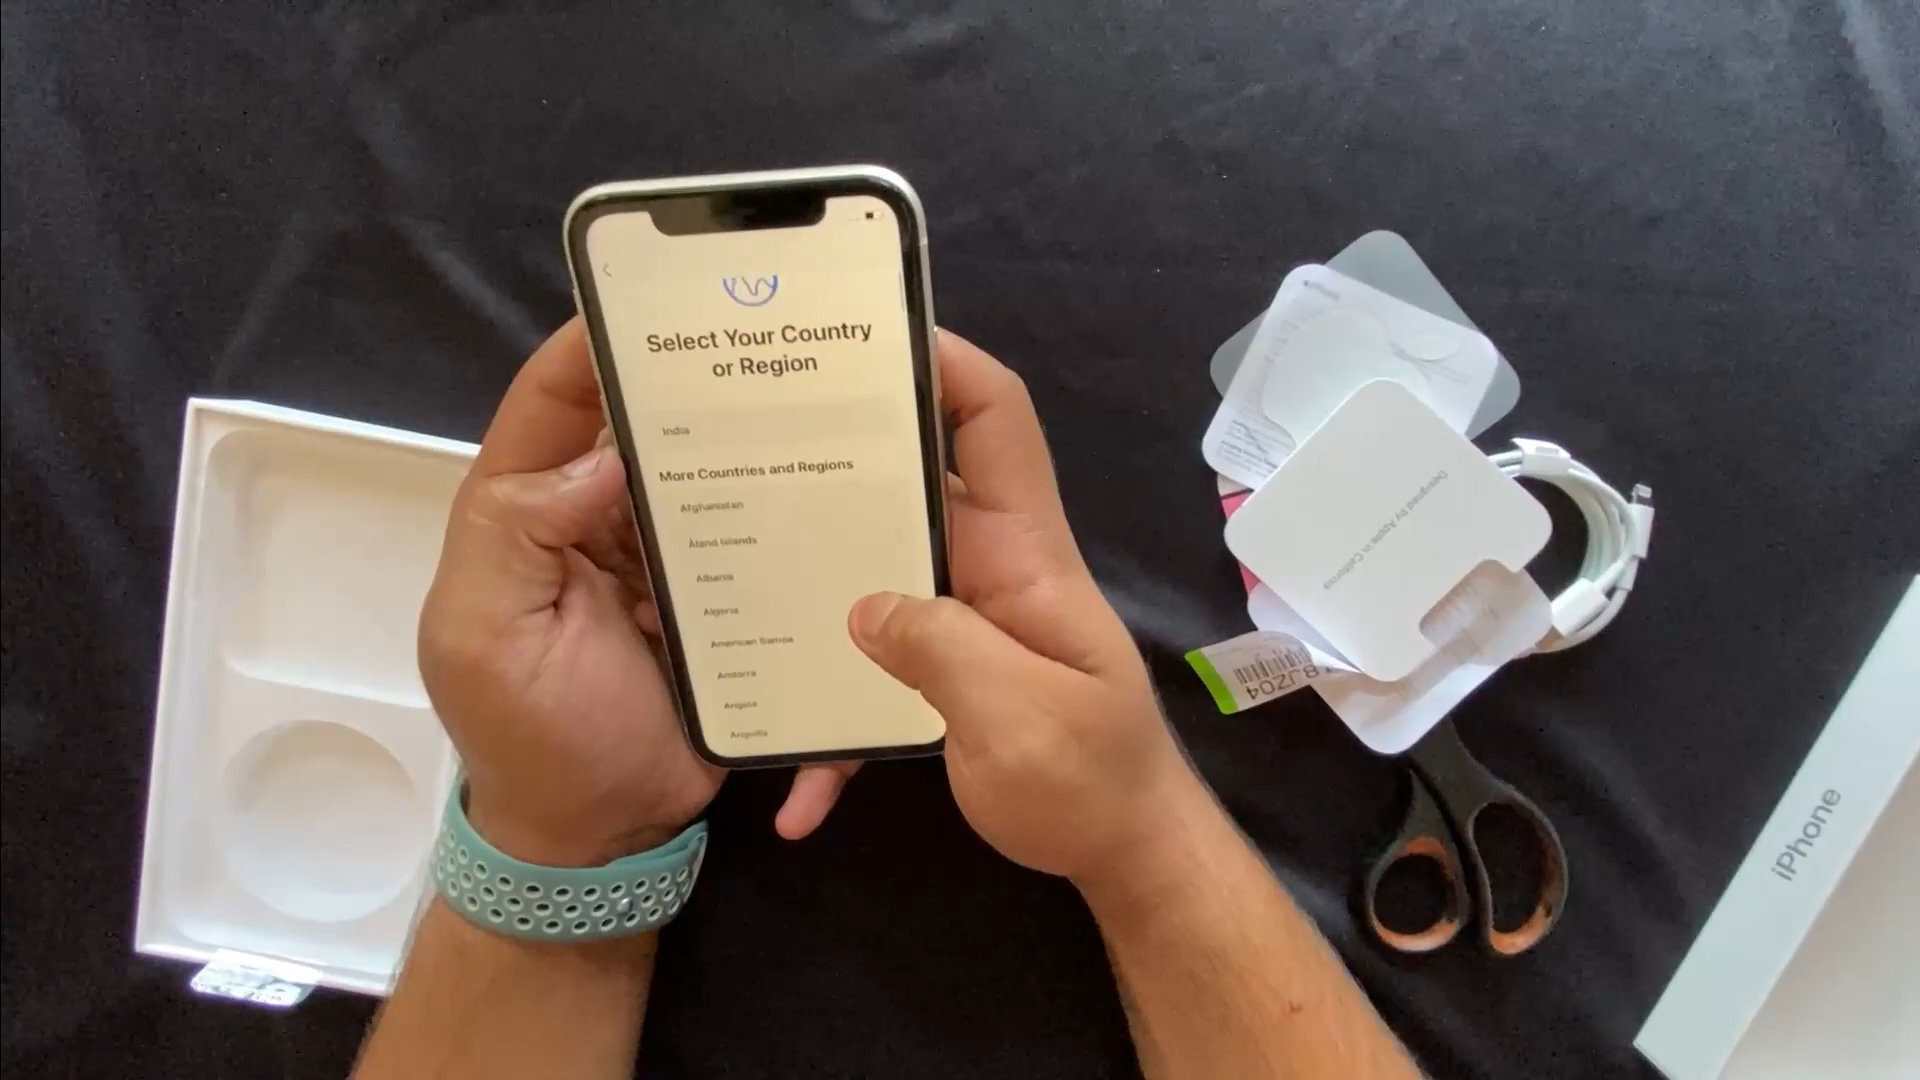 Select Your Country
or Region
India
More Countries and Regions
Afghanistan
Åland Islands
Albania
Algeria
American Samoa
Andorra
Angola
Anguilla
Designed by Apple in California
iPhone